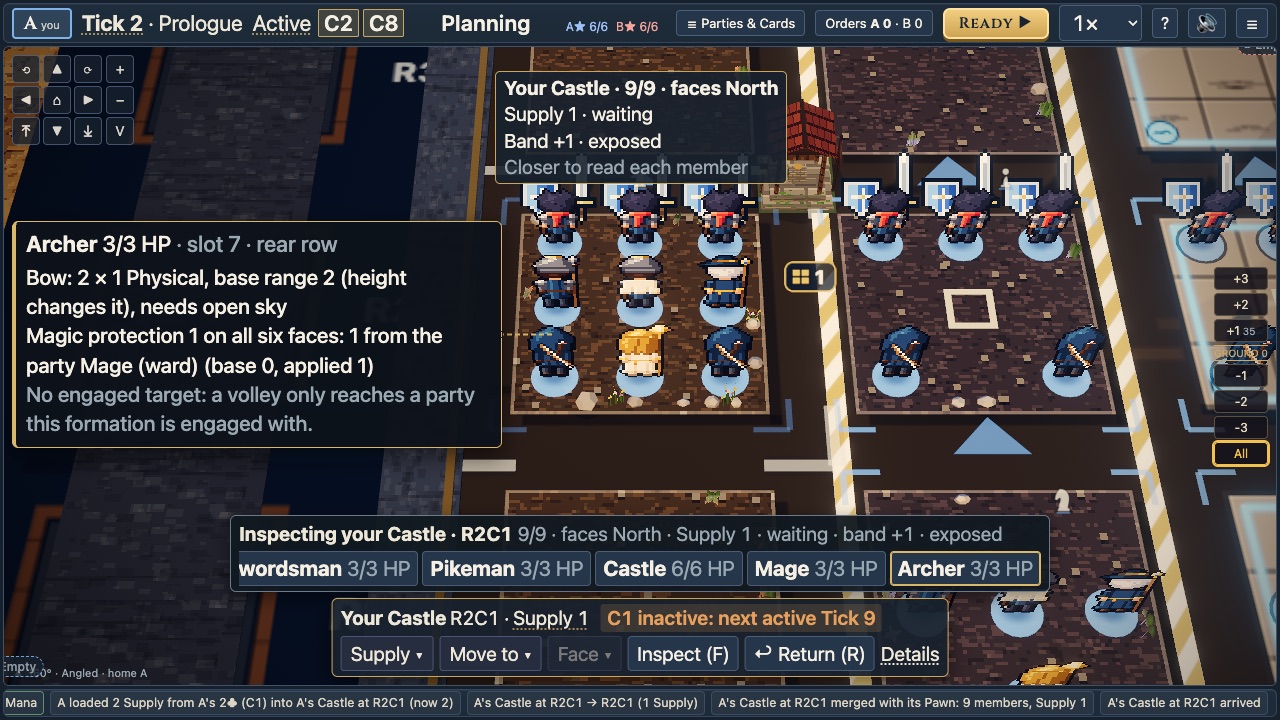 A you
Tick 2 · Prologue Active C2 C8
Planning
A★ 6/6 B★ 6/6
≡ Parties & Cards
Orders A 0 · B 0
READY ▶
1×
?
Your Castle · 9/9 · faces North
Supply 1 · waiting
Band +1 · exposed
Closer to read each member
Archer 3/3 HP · slot 7 · rear row
Bow: 2 × 1 Physical, base range 2 (height
changes it), needs open sky
Magic protection 1 on all six faces: 1 from the
party Mage (ward) (base 0, applied 1)
No engaged target: a volley only reaches a party
this formation is engaged with.
1
+3
+2
+1 35
GROUND 0
-1
-2
-3
All
Inspecting your Castle · R2C1 9/9 · faces North · Supply 1 · waiting · band +1 · exposed
wordsman 3/3 HP
Pikeman 3/3 HP
Castle 6/6 HP
Mage 3/3 HP
Archer 3/3 HP
Your Castle R2C1 · Supply 1 C1 inactive: next active Tick 9
Supply ▾
Move to ▾
Face ▾
Inspect (F)
↩ Return (R)
Details
Empty
0° · Angled · home A
Mana
A loaded 2 Supply from A's 2♣ (C1) into A's Castle at R2C1 (now 2)
A's Castle at R2C1 → R2C1 (1 Supply)
A's Castle at R2C1 merged with its Pawn: 9 members, Supply 1
A's Castle at R2C1 arrived